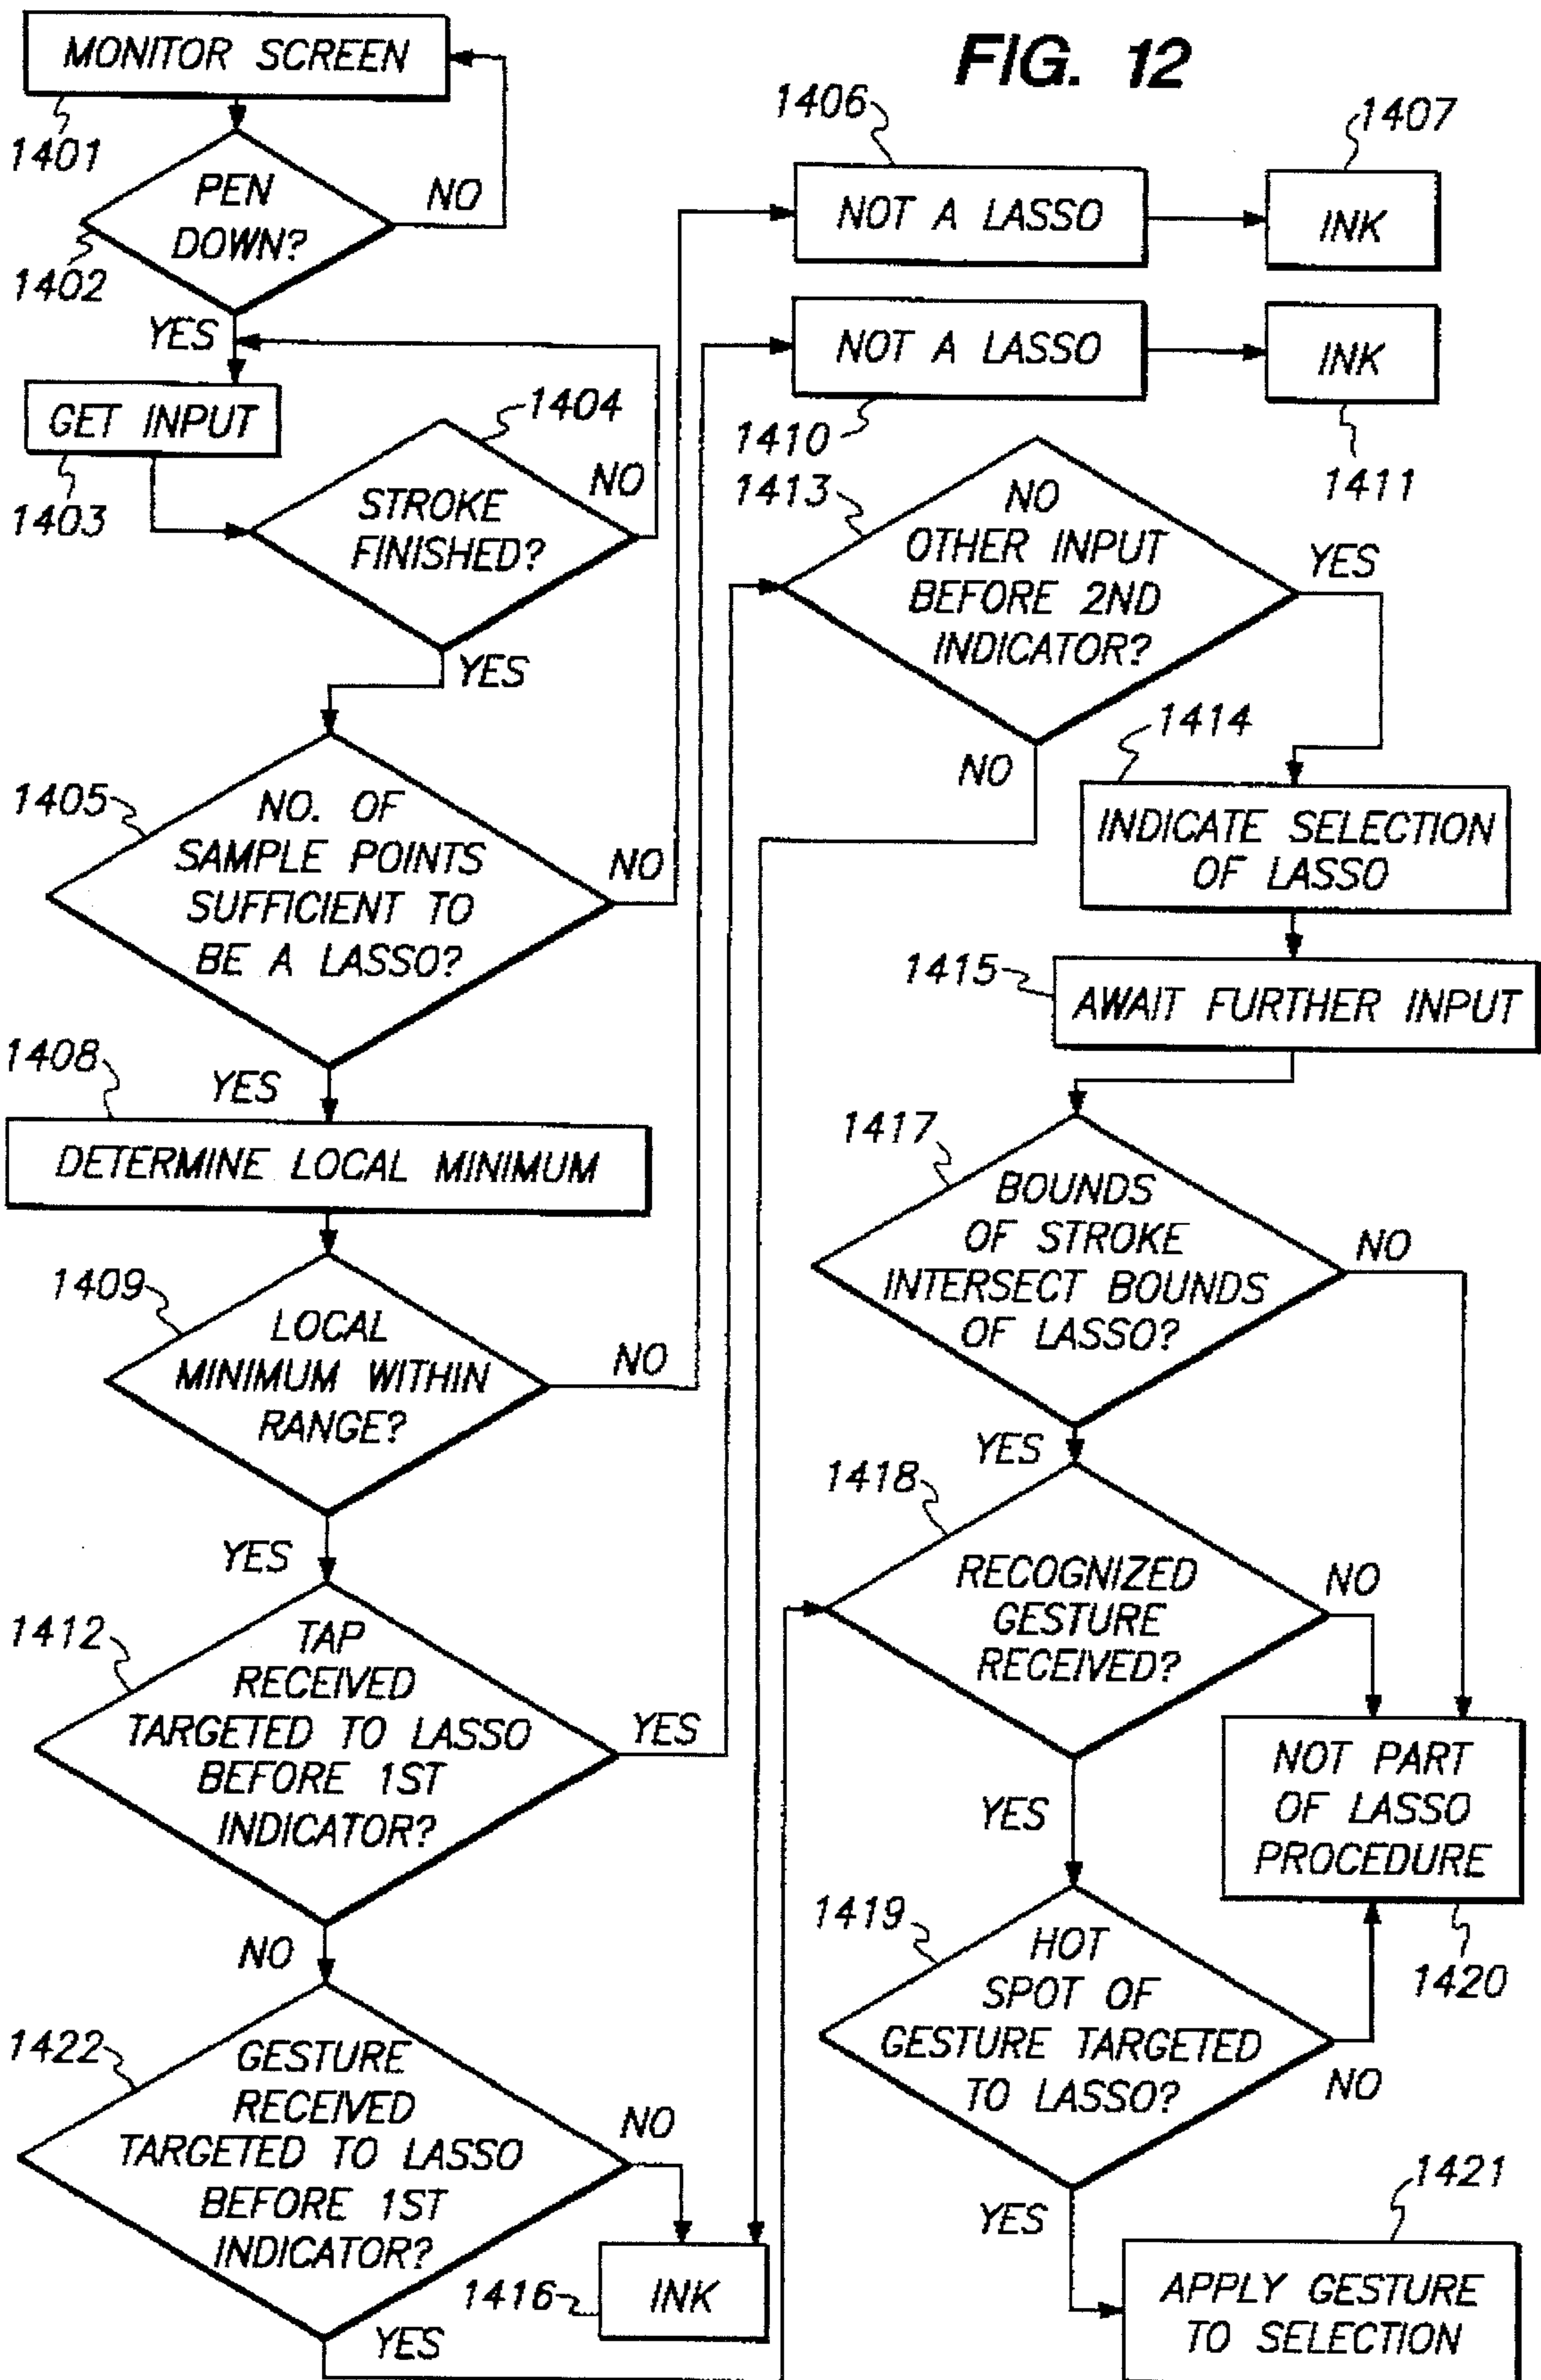 FIG. 12
MONITOR SCREEN
1401
PEN
DOWN?
NO
1402
YES
GET INPUT
1403
1404
STROKE
FINISHED?
NO
YES
1405
NO. OF
SAMPLE POINTS
SUFFICIENT TO
BE A LASSO?
NO
YES
1406
NOT A LASSO
1407
INK
1408
DETERMINE LOCAL MINIMUM
1409
LOCAL
MINIMUM WITHIN
RANGE?
NO
YES
NOT A LASSO
1410
INK
1411
1412
TAP
RECEIVED
TARGETED TO LASSO
BEFORE 1ST
INDICATOR?
YES
NO
1413
NO
OTHER INPUT
BEFORE 2ND
INDICATOR?
YES
NO
1414
INDICATE SELECTION
OF LASSO
1415
AWAIT FURTHER INPUT
1417
BOUNDS
OF STROKE
INTERSECT BOUNDS
OF LASSO?
NO
YES
1418
RECOGNIZED
GESTURE
RECEIVED?
NO
YES
NOT PART
OF LASSO
PROCEDURE
1420
1419
HOT
SPOT OF
GESTURE TARGETED
TO LASSO?
NO
YES
1421
APPLY GESTURE
TO SELECTION
1422
GESTURE
RECEIVED
TARGETED TO LASSO
BEFORE 1ST
INDICATOR?
NO
YES
1416
INK